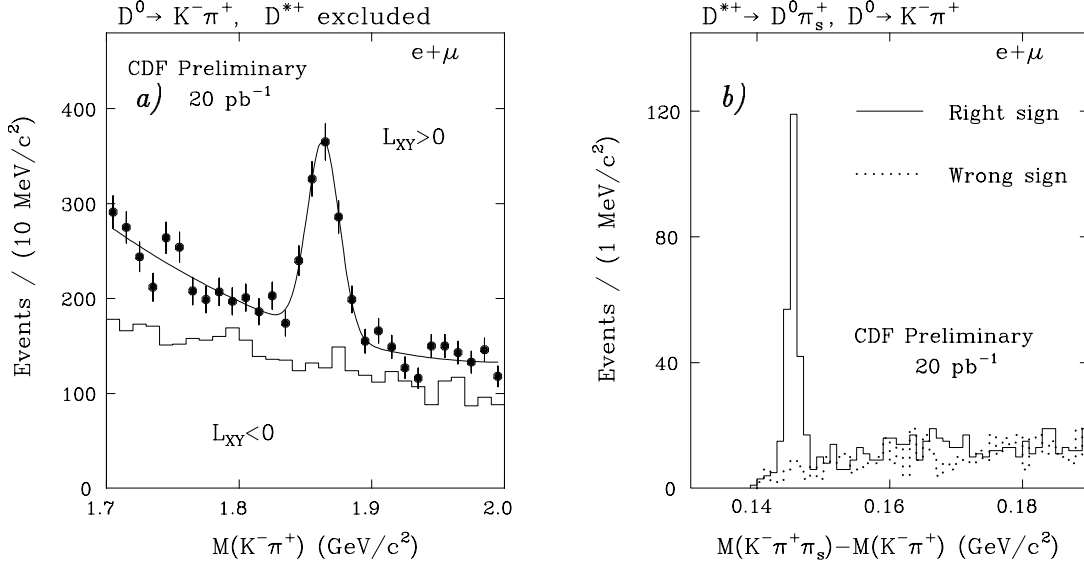 D⁰→ K⁻π⁺, D*⁺ excluded
e+μ
CDF Preliminary
a) 20 pb⁻¹
L_XY>0
L_XY<0
Events / (10 MeV/c²)
400
300
200
100
0
1.7 1.8 1.9 2.0
M(K⁻π⁺) (GeV/c²)
D*⁺→ D⁰π_s⁺, D⁰→ K⁻π⁺
e+μ
b)
Right sign
Wrong sign
CDF Preliminary
20 pb⁻¹
Events / (1 MeV/c²)
120
80
40
0
0.14 0.16 0.18
M(K⁻π⁺π_s)−M(K⁻π⁺) (GeV/c²)